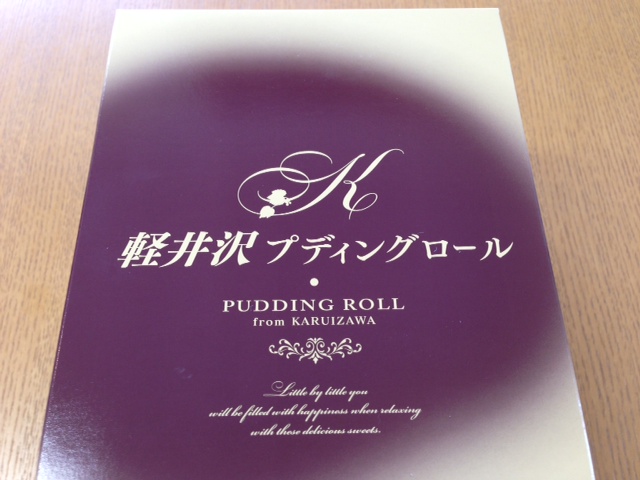 K
軽井沢 プディングロール
PUDDING ROLL
from KARUIZAWA
Little by little you
will be filled with happiness when relaxing
with these delicious sweets.